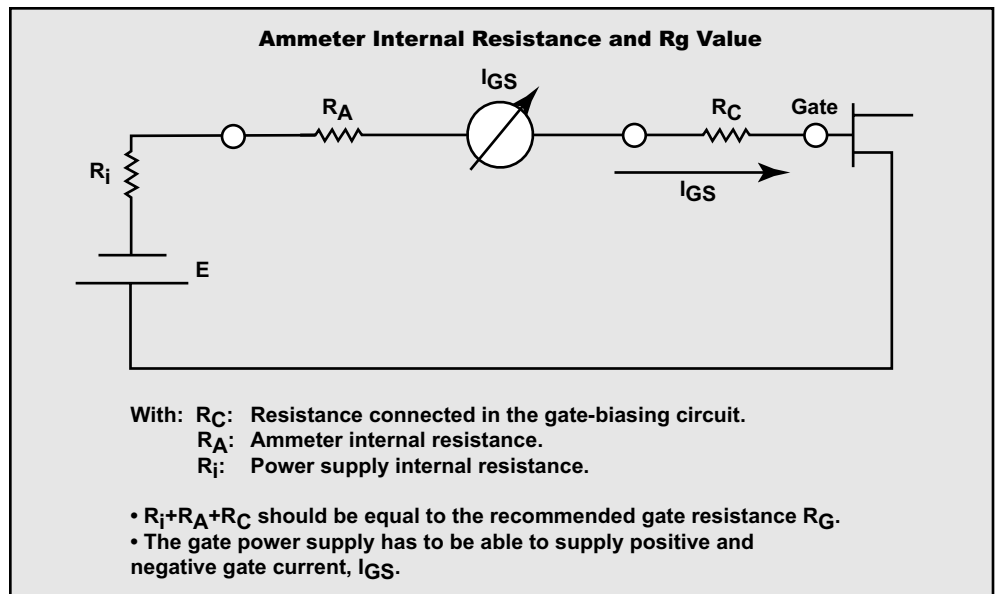 Ammeter Internal Resistance and Rg Value
IGS
RA
RC
Gate
Ri
IGS
E
With: RC: Resistance connected in the gate-biasing circuit.
RA: Ammeter internal resistance.
Ri: Power supply internal resistance.
• Ri+RA+RC should be equal to the recommended gate resistance RG.
• The gate power supply has to be able to supply positive and
negative gate current, IGS.